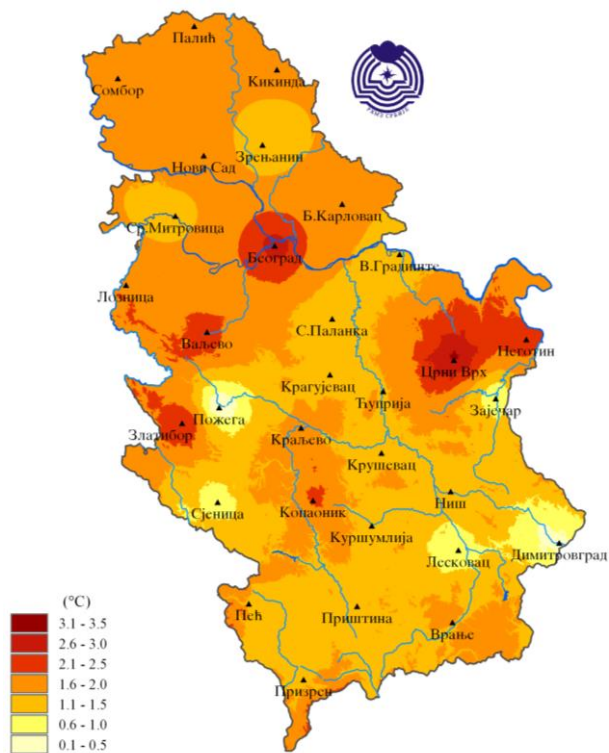 Палић
Кикинда
Сомбор
Зрењанин
Нови Сад
Б.Карловац
Ср.Митровица
Београд
В.Градиште
Лозница
С.Паланка
Ваљево
Неготин
Црни Врх
Крагујевац
Ћуприја
Зајечар
Пожега
Златибор
Краљево
Крушевац
Сјеница
Копаоник
Ниш
Куршумлија
Лесковац
Димитровград
Пећ
Приштина
Врање
Призрен
(°C)
3.1 - 3.5
2.6 - 3.0
2.1 - 2.5
1.6 - 2.0
1.1 - 1.5
0.6 - 1.0
0.1 - 0.5